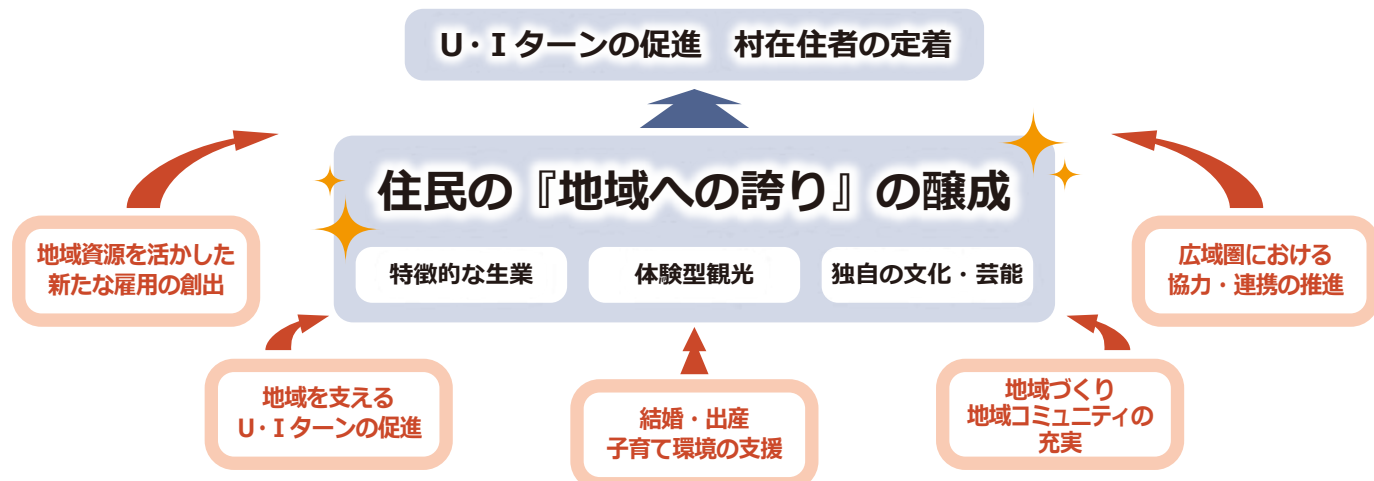 U・Iターンの促進　村在住者の定着
住民の『地域への誇り』の醸成
特徴的な生業
体験型観光
独自の文化・芸能
地域資源を活かした
新たな雇用の創出
広域圏における
協力・連携の推進
地域を支える
U・Iターンの促進
結婚・出産
子育て環境の支援
地域づくり
地域コミュニティの
充実